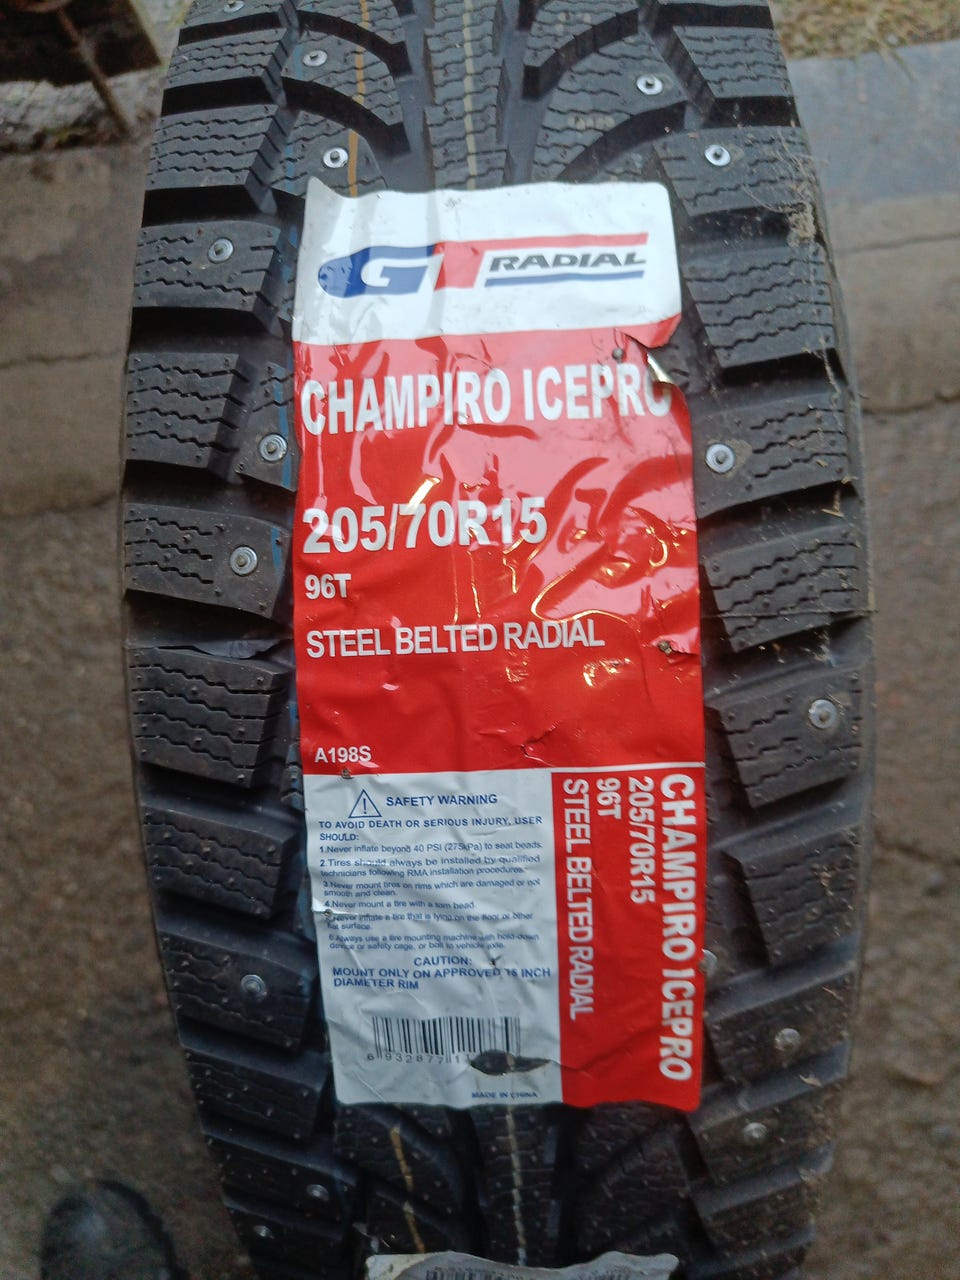 GT RADIAL
CHAMPIRO ICEPRO
205/70R15
96T
STEEL BELTED RADIAL
A198S
SAFETY WARNING
TO AVOID DEATH OR SERIOUS INJURY, USER
SHOULD:
1.Never inflate beyond 40 PSI (275kPa) to seat beads.
2.Tires should always be installed by qualified
technicians following RMA installation procedures.
3.Never mount tires on rims which are damaged or not
smooth and clean.
4.Never mount a tire with a torn bead.
5.Never inflate a tire that is lying on the floor or other
flat surface.
6.Always use a tire mounting machine with hold-down
device or safety cage, or bolt to vehicle axle.
CAUTION:
MOUNT ONLY ON APPROVED 15 INCH
DIAMETER RIM
6 932877 1
MADE IN CHINA
CHAMPIRO ICEPRO
205/70R15
96T
STEEL BELTED RADIAL